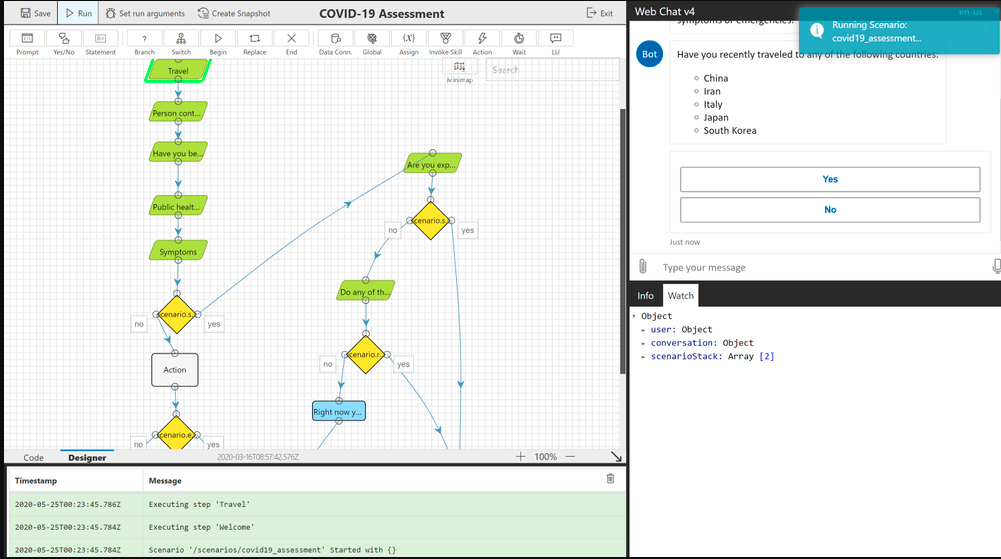 Save
Run
Set run arguments
Create Snapshot
COVID-19 Assessment
Exit
Prompt
Yes/No
Statement
?
Branch
Switch
Begin
Replace
End
Data Conn.
Global
(X)
Assign
Invoke Skill
Action
Wait
LU
Minimap
Search
Travel
Person cont...
Have you be...
Public healt...
Symptoms
scenario.s...
no
yes
Action
scenario.e...
no
yes
Are you exp...
scenario.s...
no
yes
Do any of th...
scenario.r...
no
yes
Right now y...
Code
Designer
2020-03-16T08:57:42.576Z
100%
Timestamp
Message
2020-05-25T00:23:45.786Z
Executing step 'Travel'
2020-05-25T00:23:45.784Z
Executing step 'Welcome'
2020-05-25T00:23:45.784Z
Scenario '/scenarios/covid19_assessment' Started with {}
Web Chat v4
en-us
Running Scenario:
covid19_assessment...
symptoms or emergencies.
Bot
Have you recently traveled to any of the following countries:
China
Iran
Italy
Japan
South Korea
Yes
No
Just now
Type your message
Info
Watch
Object
user: Object
conversation: Object
scenarioStack: Array [2]